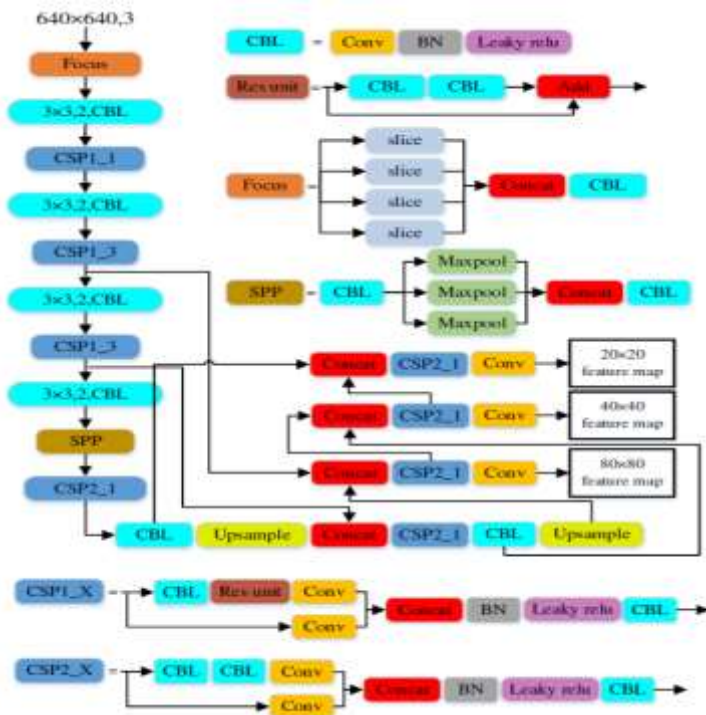 640×640,3
Focus
3×3,2,CBL
CSP1_1
3×3,2,CBL
CSP1_3
3×3,2,CBL
CSP1_3
3×3,2,CBL
SPP
CSP2_1
CBL = Conv BN Leaky relu
Res unit = CBL CBL Add
Focus = slice
slice
slice
slice
Concat CBL
SPP = CBL Maxpool
Maxpool
Maxpool
Concat CBL
Concat CSP2_1 Conv 20×20
feature map
Concat CSP2_1 Conv 40×40
feature map
Concat CSP2_1 Conv 80×80
feature map
CBL Upsample Concat CSP2_1 CBL Upsample
CSP1_X = CBL Res unit Conv
Conv
Concat BN Leaky relu CBL
CSP2_X = CBL CBL Conv
Conv
Concat BN Leaky relu CBL